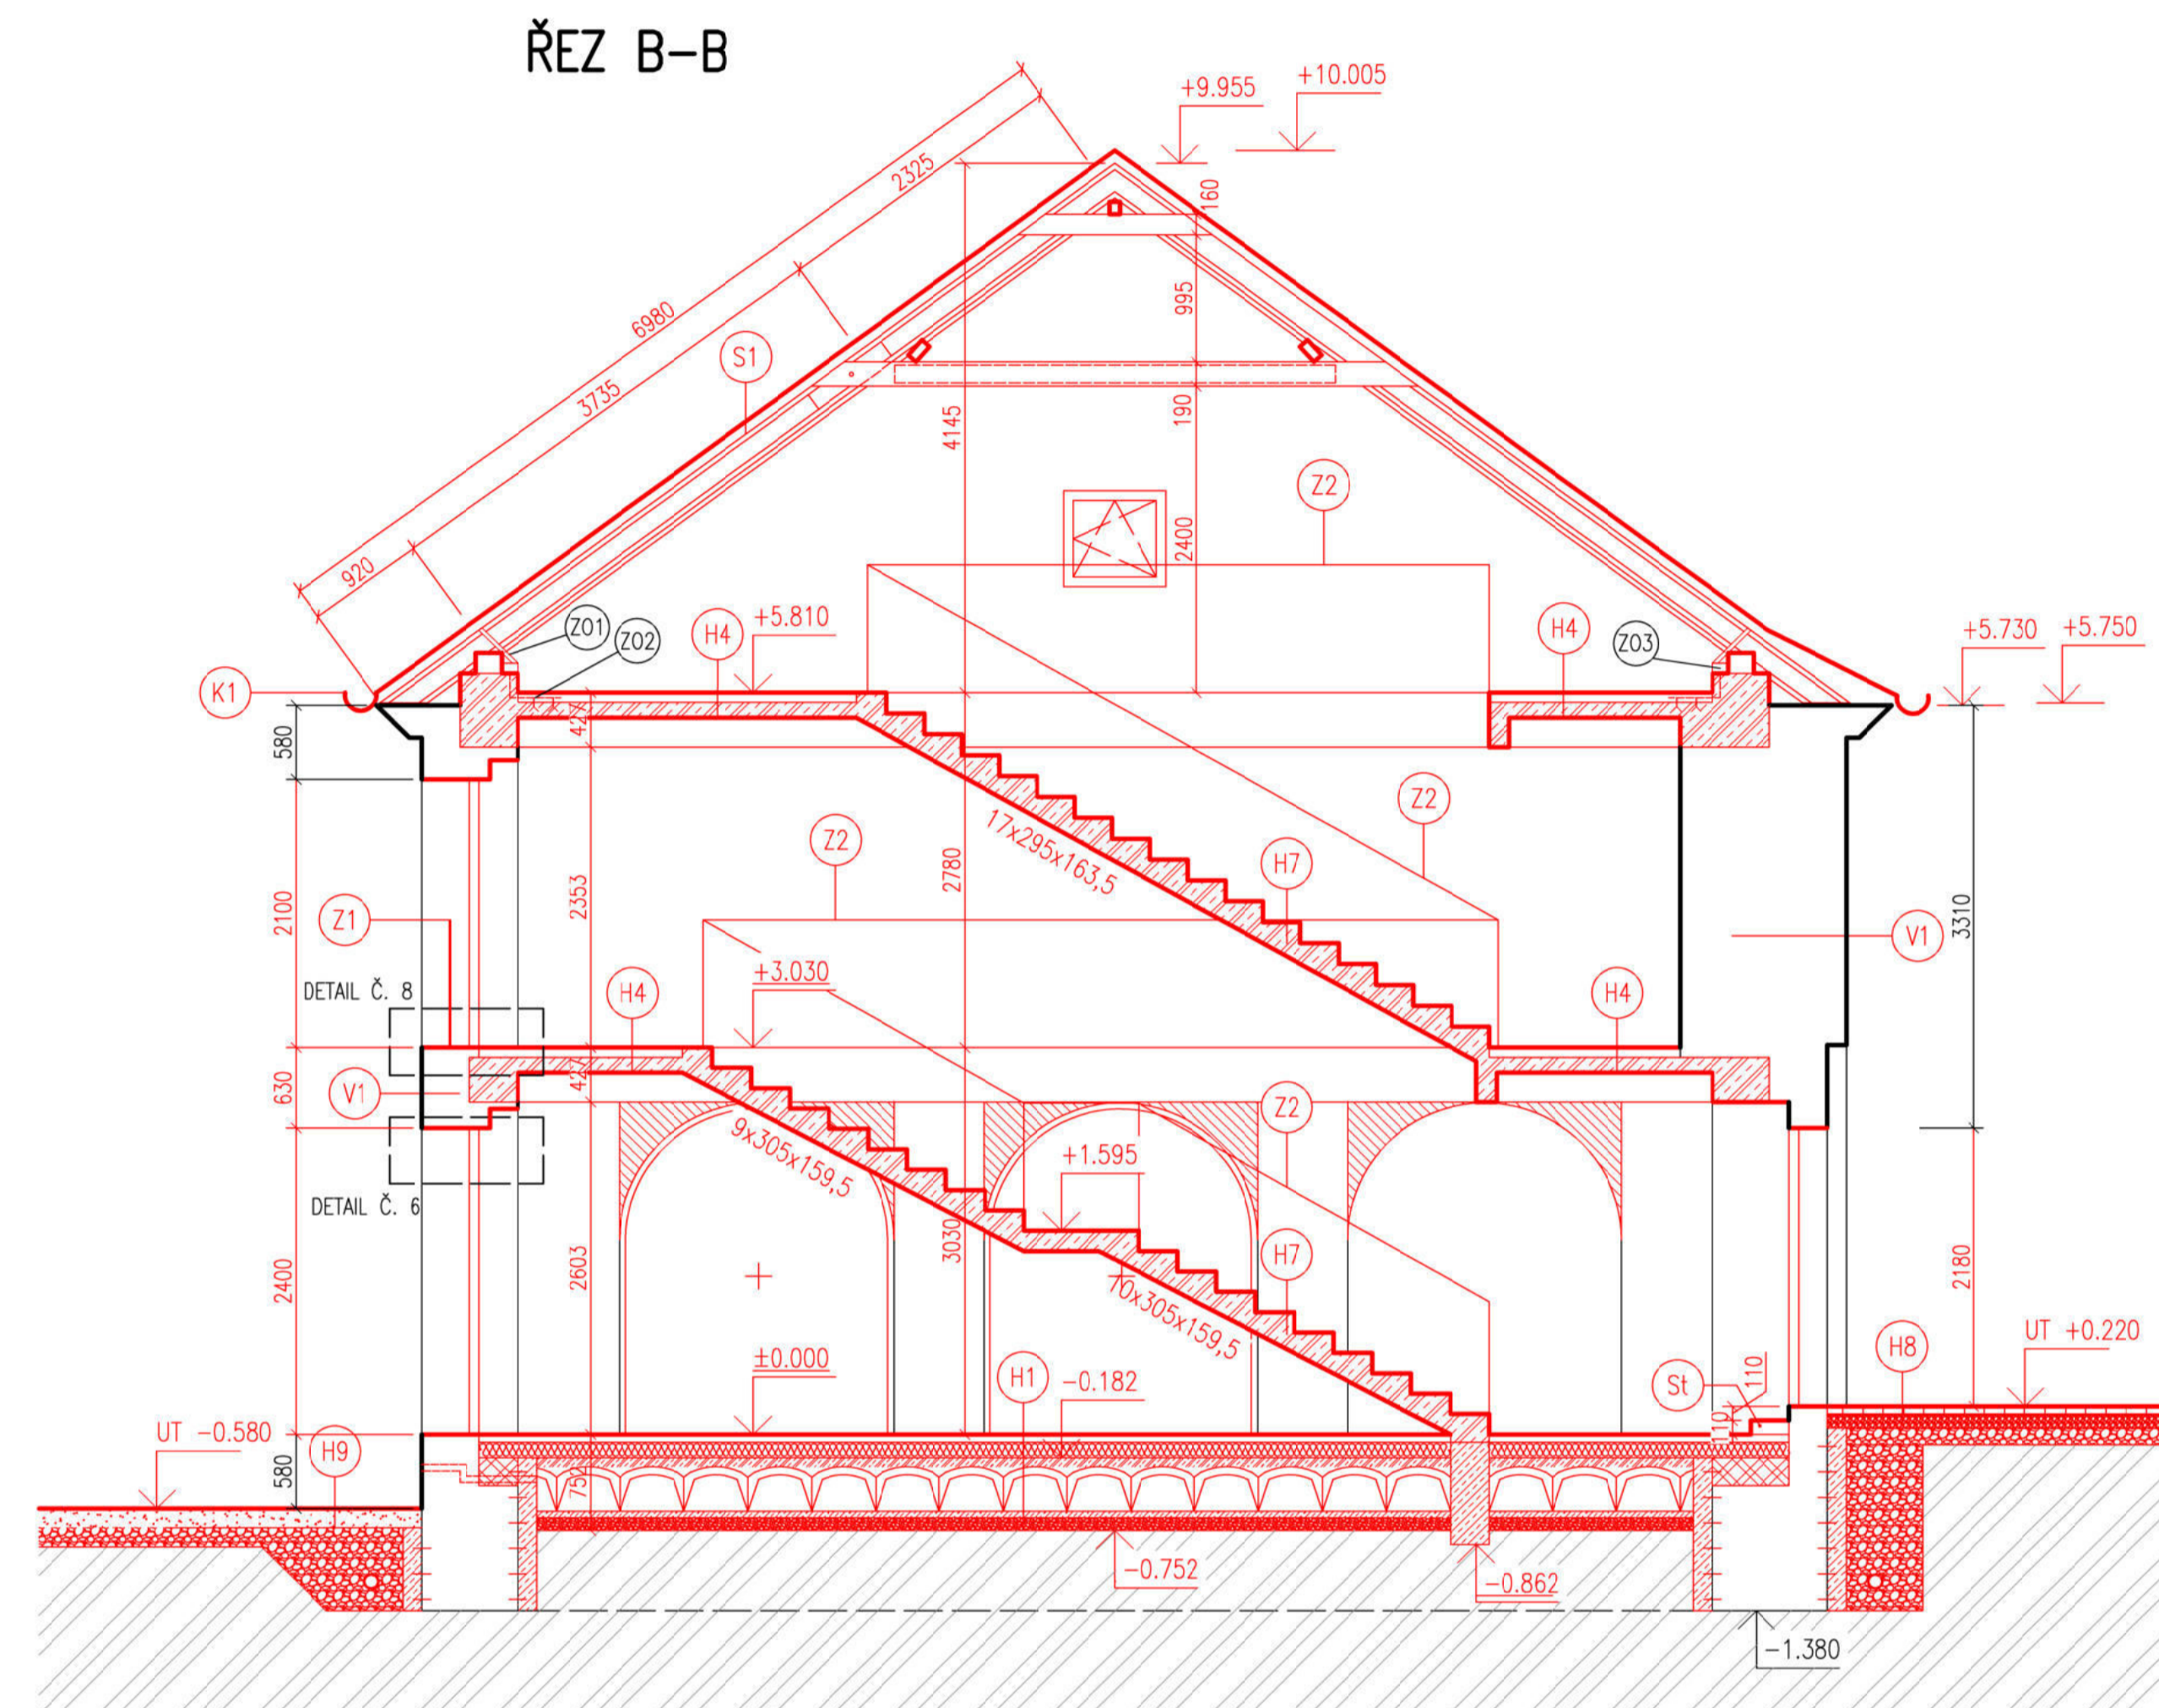 ŘEZ B-B
+9.955
+10.005
2325
160
6980
995
S1
3735
4145
190
Z2
2400
920
Z01
Z02
H4
+5.810
H4
Z03
+5.730
+5.750
K1
427
580
Z2
17x295x163,5
Z2
H7
2353
2780
2100
Z1
3310
V1
+3.030
H4
H4
DETAIL Č. 8
427
630
V1
Z2
9x305x159,5
+1.595
DETAIL Č. 6
3030
2603
H7
2400
2180
10x305x159,5
UT +0.220
H8
±0.000
H1
-0.182
St
110
110
UT -0.580
H9
580
752
-0.752
-0.862
-1.380